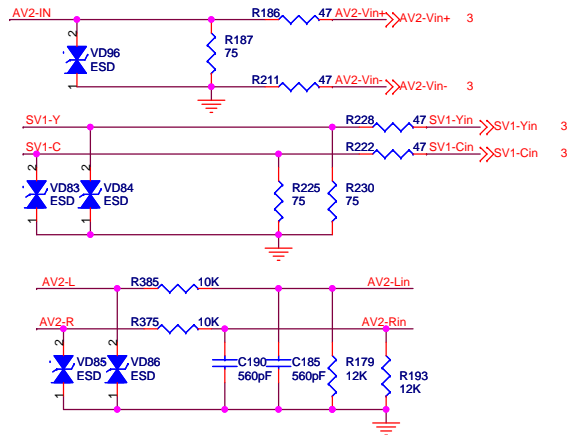 AV2-IN
R186
47
AV2-Vin+
AV2-Vin+
3
2
VD96
ESD
1
R187
75
R211
47
AV2-Vin-
AV2-Vin-
3
SV1-Y
R228
47
SV1-Yin
SV1-Yin
3
SV1-C
R222
47
SV1-Cin
SV1-Cin
3
2
2
VD83
ESD
VD84
ESD
1
1
R225
75
R230
75
AV2-L
R385
10K
AV2-Lin
AV2-R
R375
10K
AV2-Rin
2
2
VD85
ESD
VD86
ESD
1
1
C190
560pF
C185
560pF
R179
12K
R193
12K